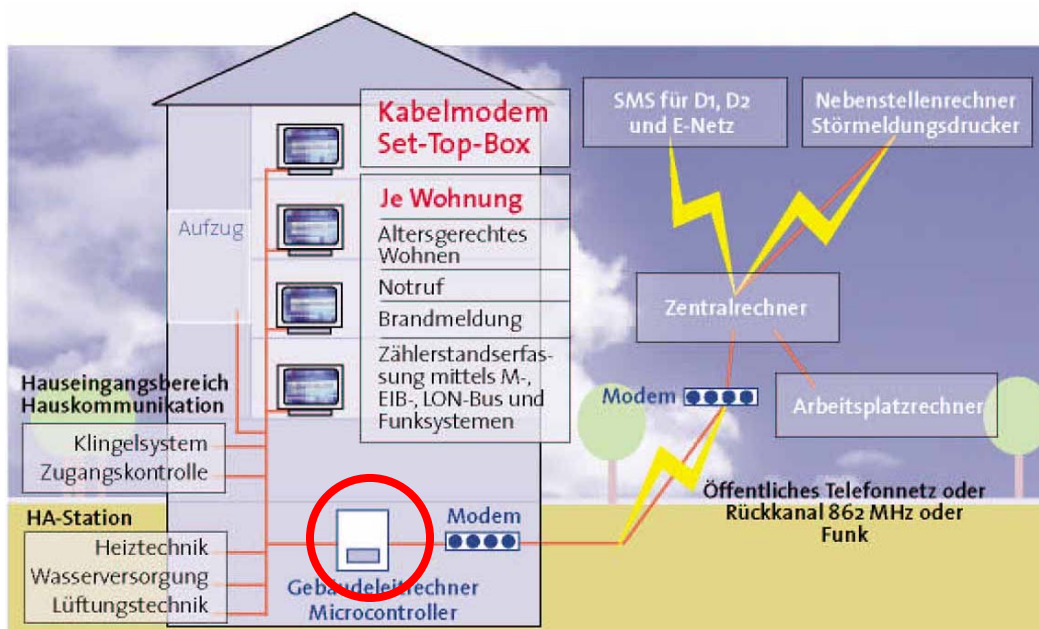 Kabelmodem
Set-Top-Box
Je Wohnung
Altersgerechtes
Wohnen
Notruf
Brandmeldung
Zählerstandserfas-
sung mittels M-,
EIB-, LON-Bus und
Funksystemen
Aufzug
Hauseingangsbereich
Hauskommunikation
Klingelsystem
Zugangskontrolle
HA-Station
Heiztechnik
Wasserversorgung
Lüftungstechnik
Gebäudeleitrechner
Microcontroller
Modem
SMS für D1, D2
und E-Netz
Nebenstellenrechner
Störmeldungsdrucker
Zentralrechner
Modem
Arbeitsplatzrechner
Öffentliches Telefonnetz oder
Rückkanal 862 MHz oder
Funk